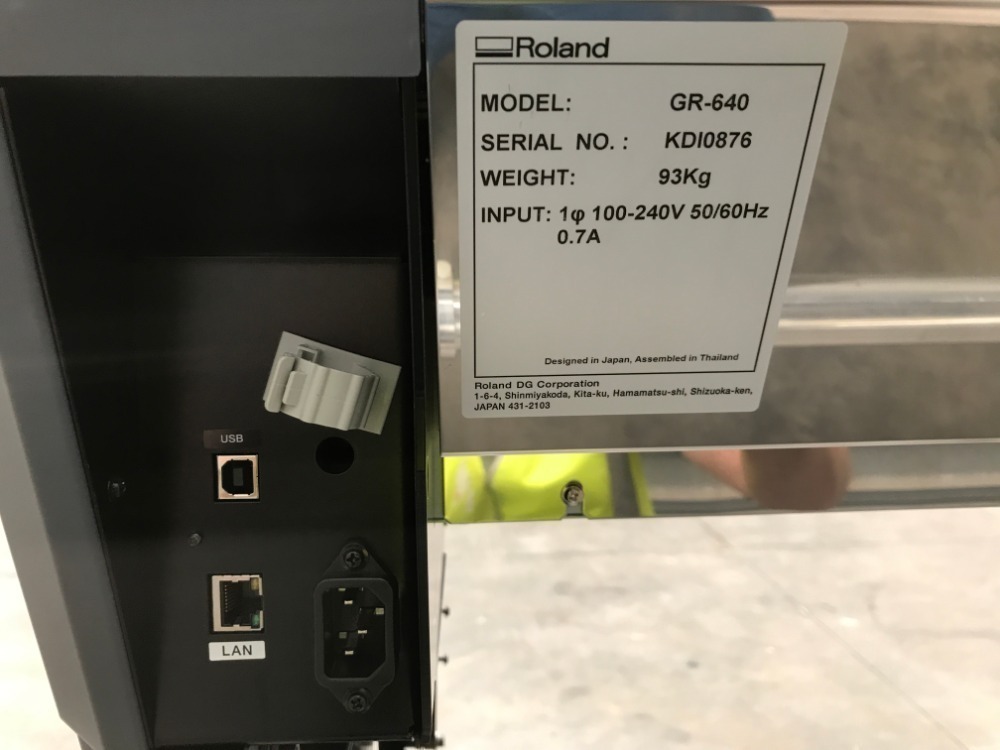 Roland
MODEL: GR-640
SERIAL NO. : KDI0876
WEIGHT: 93Kg
INPUT: 1φ 100-240V 50/60Hz
0.7A
Designed in Japan, Assembled in Thailand
Roland DG Corporation
1-6-4, Shinmiyakoda, Kita-ku, Hamamatsu-shi, Shizuoka-ken,
JAPAN 431-2103
USB
LAN